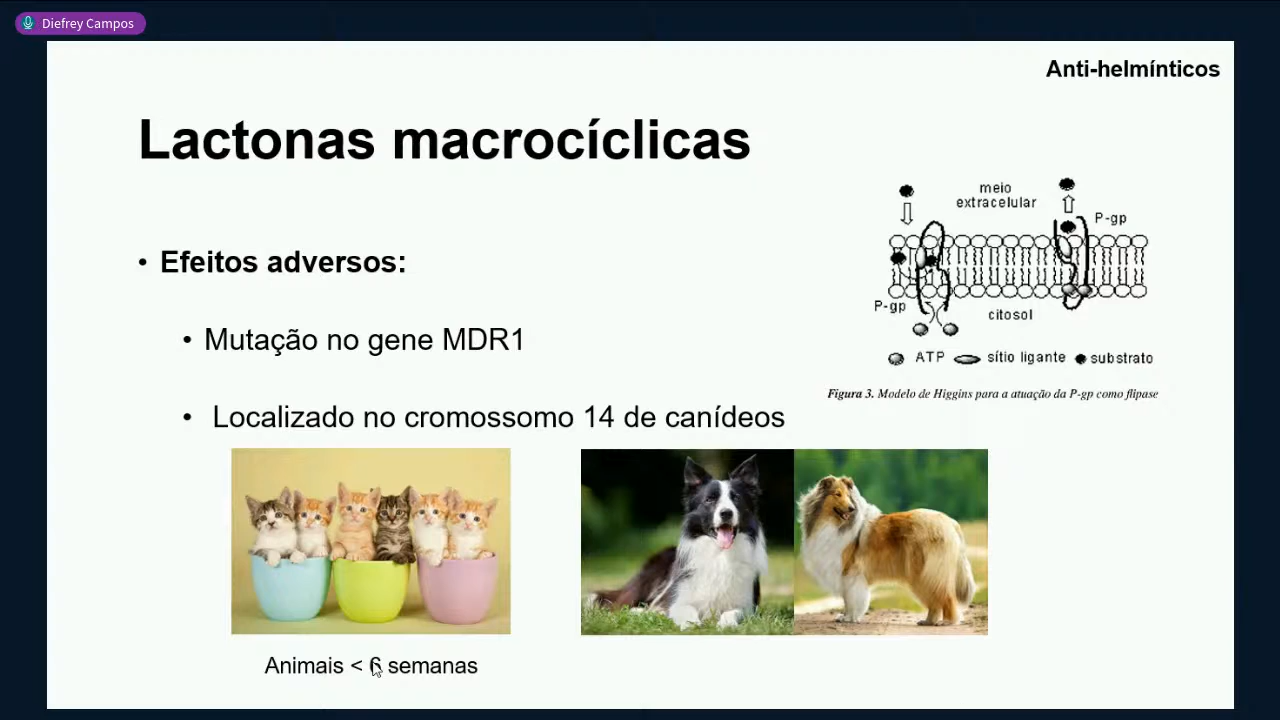 Diefrey Campos
Anti-helmínticos
Lactonas macrocíclicas
• Efeitos adversos:
• Mutação no gene MDR1
• Localizado no cromossomo 14 de canídeos
meio
extracelular
P-gp
P-gp
citosol
ATP sítio ligante substrato
Figura 3. Modelo de Higgins para a atuação da P-gp como flipase
Animais < 6 semanas